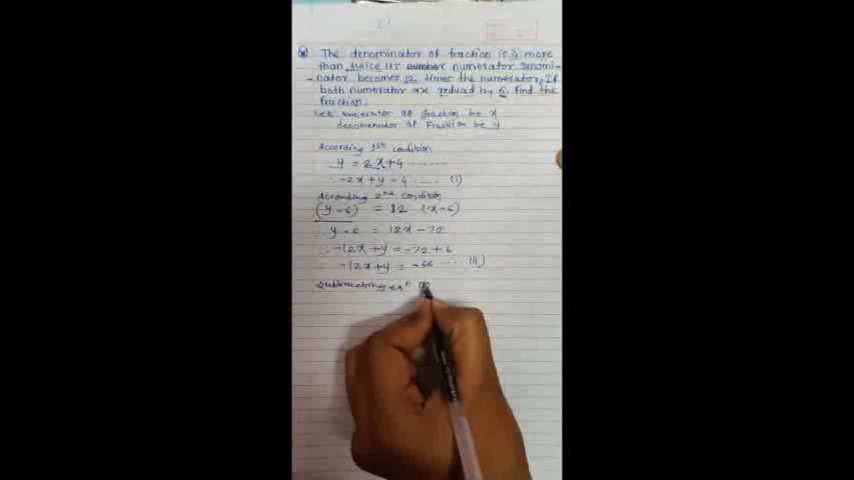 The denominator of fraction is 4 more
than twice its numerator Denomi-
-nator becomes 12 times the numerator, If
both numerator are reduced by 6. Find the
fraction.
Let numerator of fraction be x
denomenator of Fraction be y
According 1st condition
y = 2x+4 ......
∴ -2x+y = 4 ...... (i)
According 2nd condition
(y-6) = 12 (x-6)
∴ y-6 = 12x-72
∴ -12x+y = -72+6
-12x+y = -66 .... (ii)
Subtracting eqn